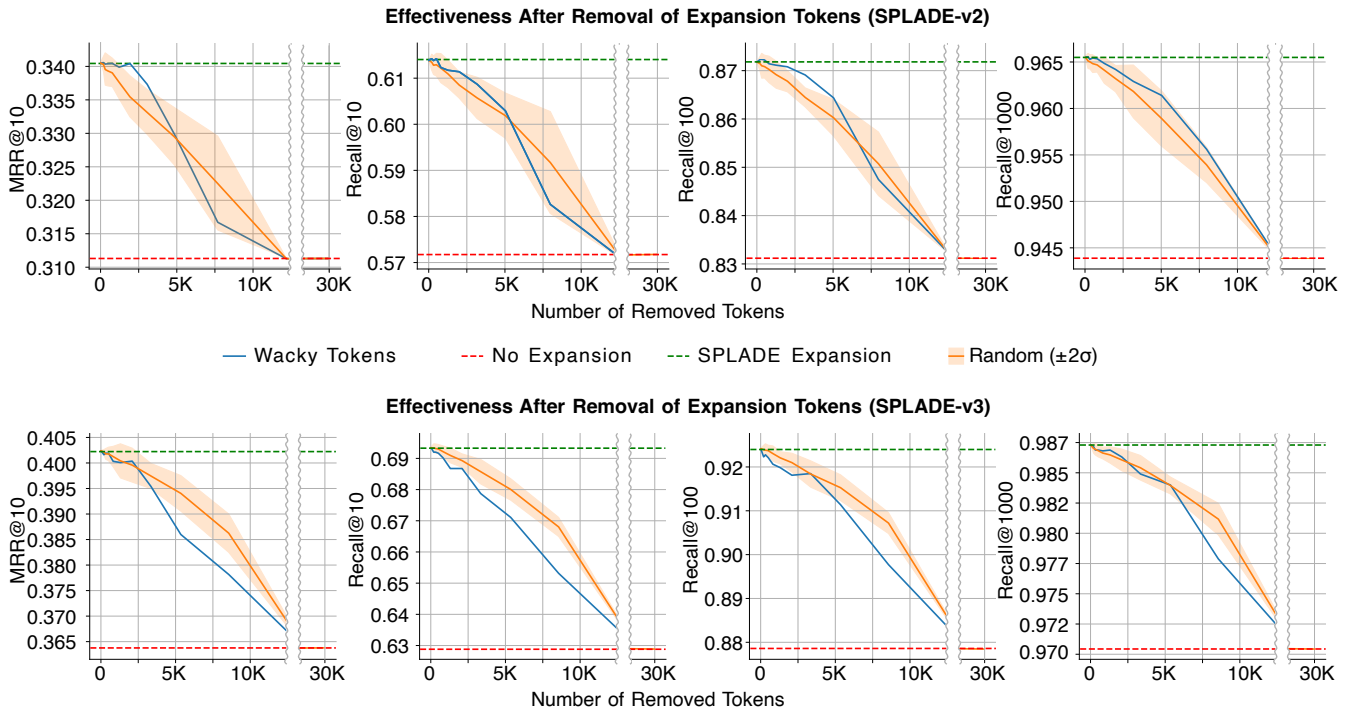 Effectiveness After Removal of Expansion Tokens (SPLADE-v2)
MRR@10
0.340
0.335
0.330
0.325
0.320
0.315
0.310
0 5K 10K 30K
Recall@10
0.61
0.60
0.59
0.58
0.57
0 5K 10K 30K
Recall@100
0.87
0.86
0.85
0.84
0.83
0 5K 10K 30K
Recall@1000
0.965
0.960
0.955
0.950
0.945
0 5K 10K 30K
Number of Removed Tokens
Wacky Tokens No Expansion SPLADE Expansion Random (±2σ)
Effectiveness After Removal of Expansion Tokens (SPLADE-v3)
MRR@10
0.405
0.400
0.395
0.390
0.385
0.380
0.375
0.370
0.365
0 5K 10K 30K
Recall@10
0.69
0.68
0.67
0.66
0.65
0.64
0.63
0 5K 10K 30K
Recall@100
0.92
0.91
0.90
0.89
0.88
0 5K 10K 30K
Recall@1000
0.987
0.985
0.982
0.980
0.977
0.973
0.972
0.970
0 5K 10K 30K
Number of Removed Tokens